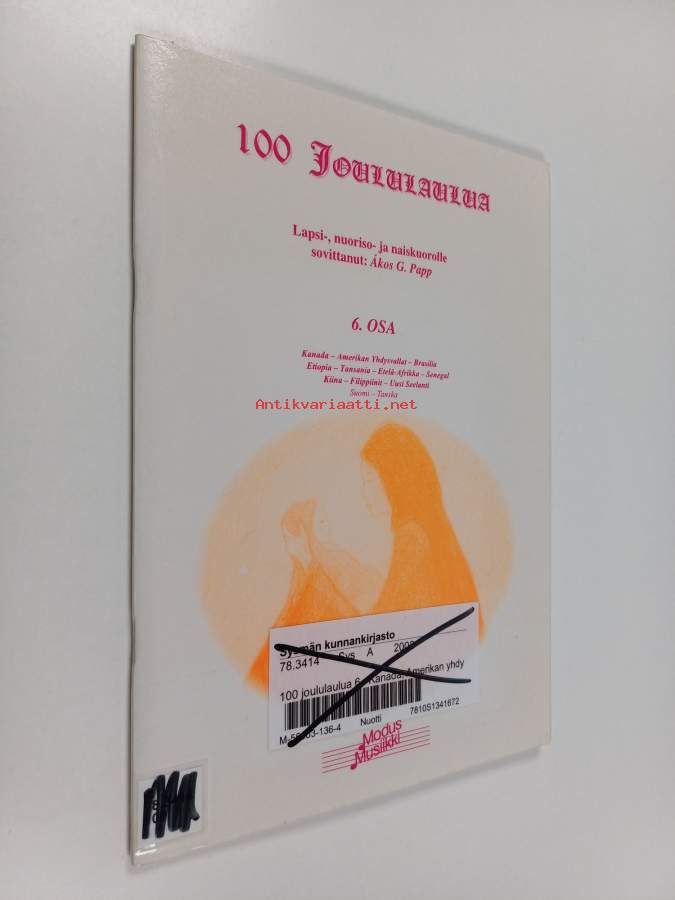 100 JOULULAULUA
Lapsi-, nuoriso- ja naiskuorolle
sovittanut: Ákos G. Papp
6. OSA
Kanada – Amerikan Yhdysvallat – Brasilia
Etiopia – Tansania – Etelä-Afrikka – Senegal
Kiina – Filippiinit – Uusi Seelanti
Suomi – Tanska
Antikvariaatti.net
Sysmän kunnankirjasto
78.3414 Sys A
100 joululaulua 6 Kanada, Amerikan yhdy
Nuotti 781051341672
Modus
Musiikki